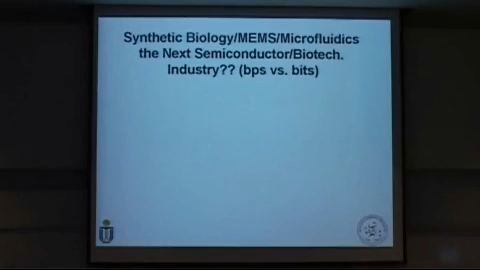 Synthetic Biology/MEMS/Microfluidics
the Next Semiconductor/Biotech.
Industry?? (bps vs. bits)